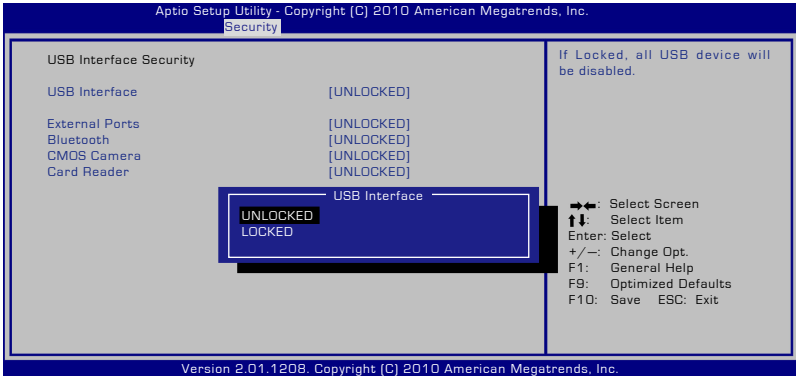 Aptio Setup Utility - Copyright (C) 2010 American Megatrends, Inc.
Security
USB Interface Security
USB Interface [UNLOCKED]
External Ports [UNLOCKED]
Bluetooth [UNLOCKED]
CMOS Camera [UNLOCKED]
Card Reader [UNLOCKED]
USB Interface
UNLOCKED
LOCKED
If Locked, all USB device will
be disabled.
→←: Select Screen
↑↓: Select Item
Enter: Select
+/—: Change Opt.
F1: General Help
F9: Optimized Defaults
F10: Save ESC: Exit
Version 2.01.1208. Copyright (C) 2010 American Megatrends, Inc.